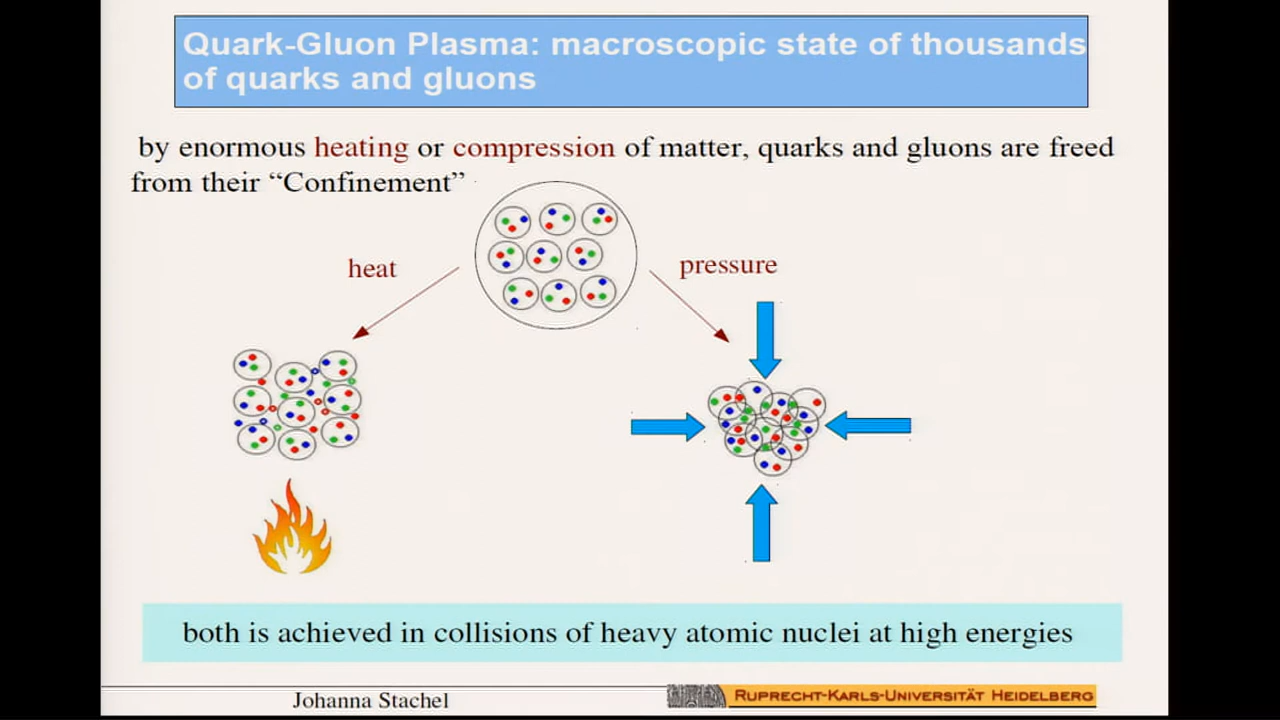 Quark-Gluon Plasma: macroscopic state of thousands
of quarks and gluons
by enormous heating or compression of matter, quarks and gluons are freed
from their “Confinement”
heat
pressure
both is achieved in collisions of heavy atomic nuclei at high energies
Johanna Stachel
RUPRECHT-KARLS-UNIVERSITÄT HEIDELBERG